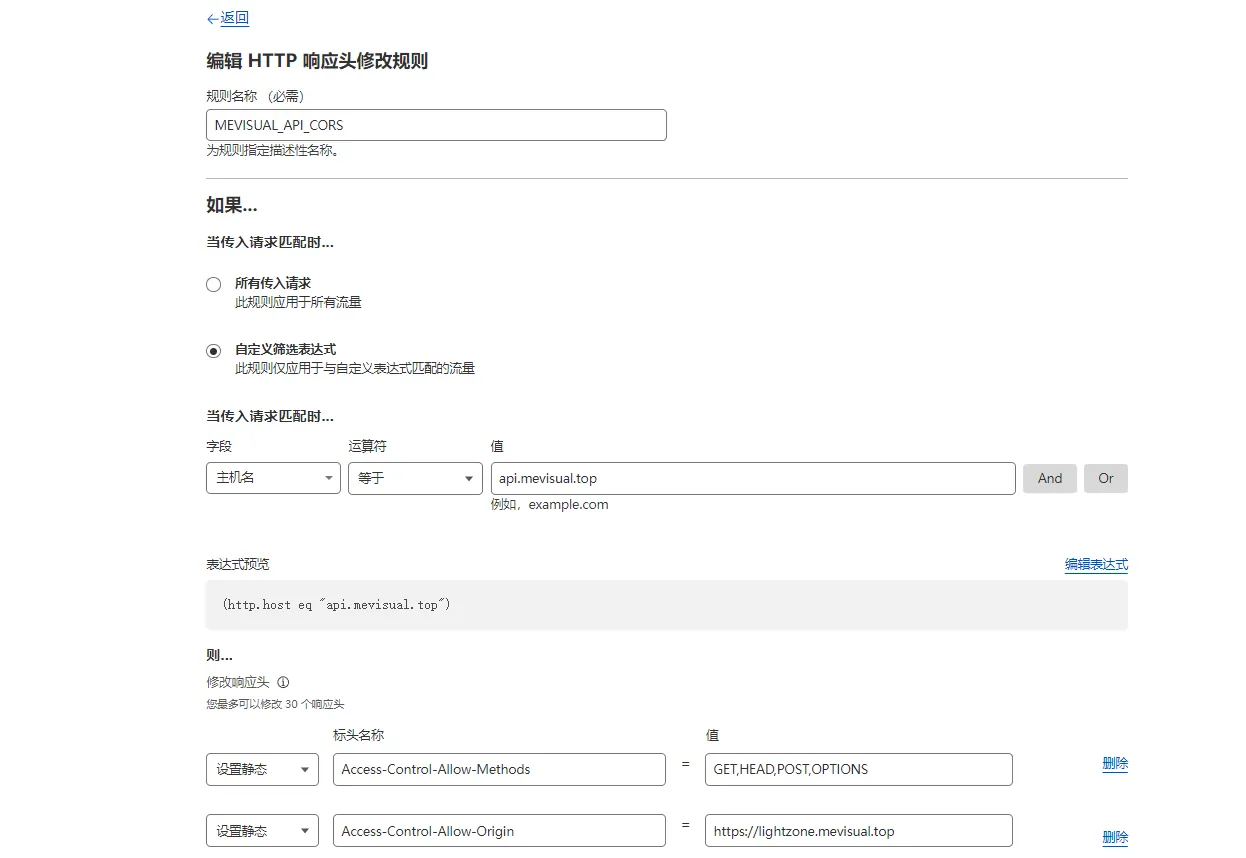 ←返回
编辑 HTTP 响应头修改规则
规则名称 （必需）
MEVISUAL_API_CORS
为规则指定描述性名称。
如果...
当传入请求匹配时...
所有传入请求
此规则应用于所有流量
自定义筛选表达式
此规则仅应用于与自定义表达式匹配的流量
当传入请求匹配时...
字段 运算符 值
主机名 等于 api.mevisual.top And Or
例如，example.com
表达式预览 编辑表达式
(http.host eq "api.mevisual.top")
则...
修改响应头
您最多可以修改 30 个响应头
标头名称 值
设置静态 Access-Control-Allow-Methods = GET,HEAD,POST,OPTIONS 删除
设置静态 Access-Control-Allow-Origin = https://lightzone.mevisual.top 删除